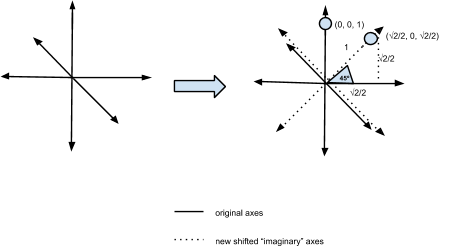 (0, 0, 1)
(√2/2, 0, √2/2)
1
√2/2
45°
√2/2
original axes
new shifted "imaginary" axes